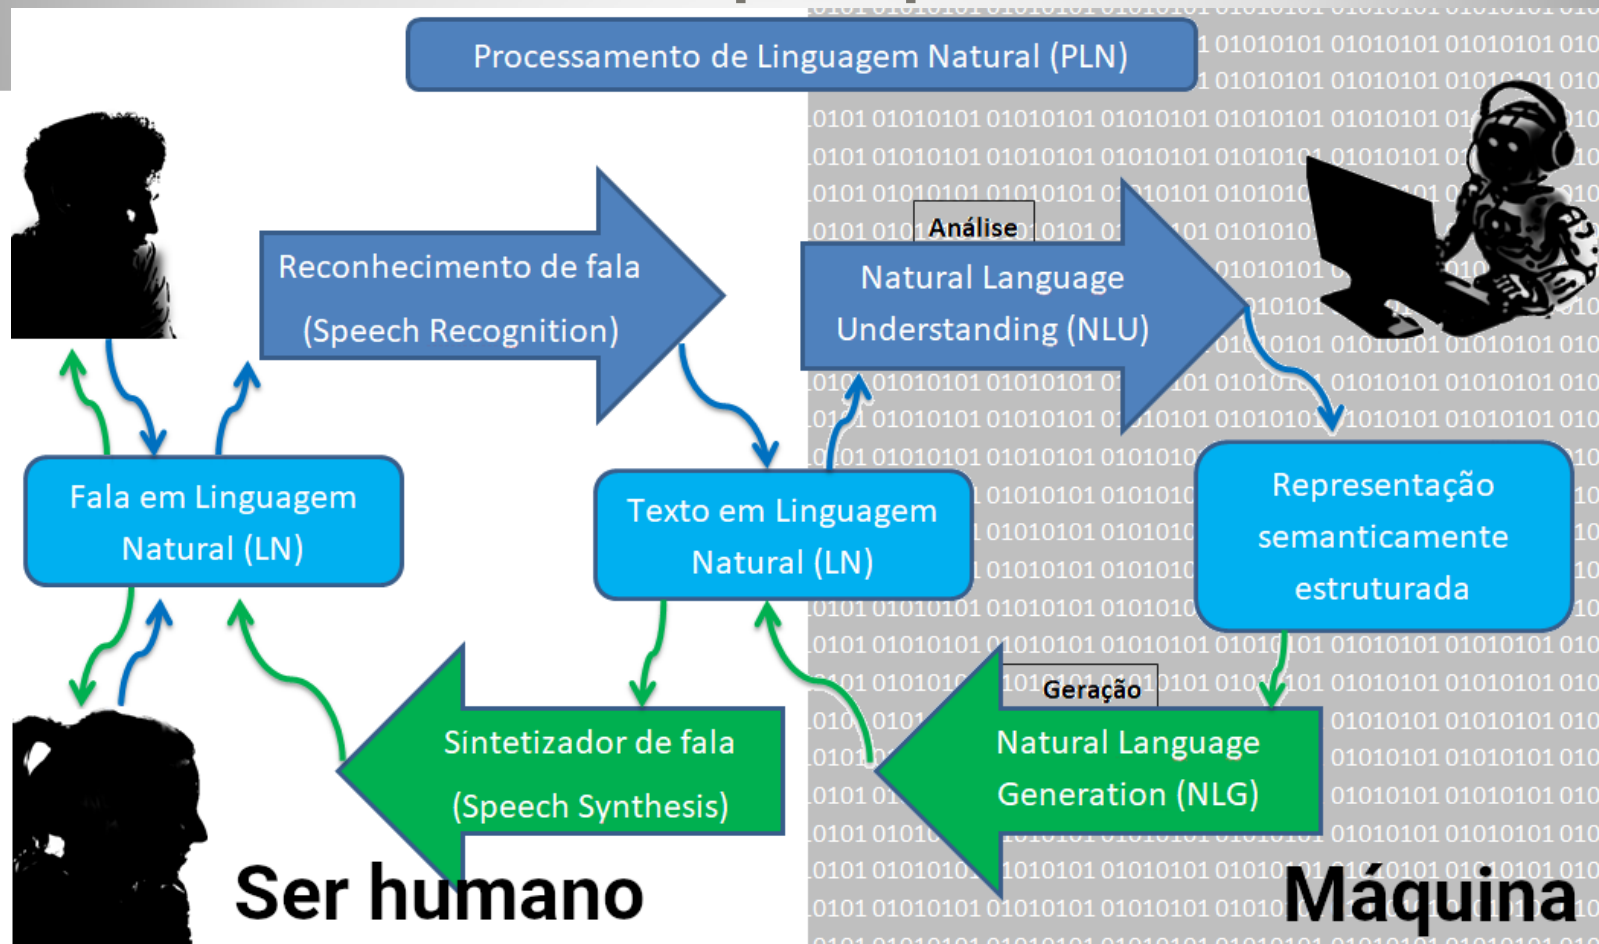 Processamento de Linguagem Natural (PLN)
Análise
Reconhecimento de fala
(Speech Recognition)
Natural Language
Understanding (NLU)
Fala em Linguagem
Natural (LN)
Texto em Linguagem
Natural (LN)
Representação
semanticamente
estruturada
Geração
Sintetizador de fala
(Speech Synthesis)
Natural Language
Generation (NLG)
Ser humano
Máquina